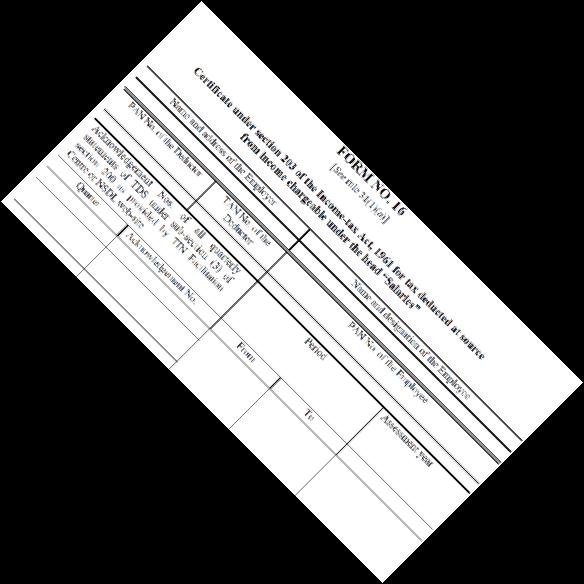 FORM NO. 16
[See rule 31(1)(a)]
Certificate under section 203 of the Income-tax Act, 1961 for tax deducted at source
from income chargeable under the head "Salaries"
Name and address of the Employer
Name and designation of the Employee
PAN No. of the Deductor
TAN No. of the
Deductor
PAN No. of the Employee
Acknowledgement Nos. of all quarterly
statements of TDS under sub-section (3) of
section 200 as provided by TIN Facilitation
Centre or NSDL web-site
Period
Assessment year
Quarter
Acknowledgement No.
From
To